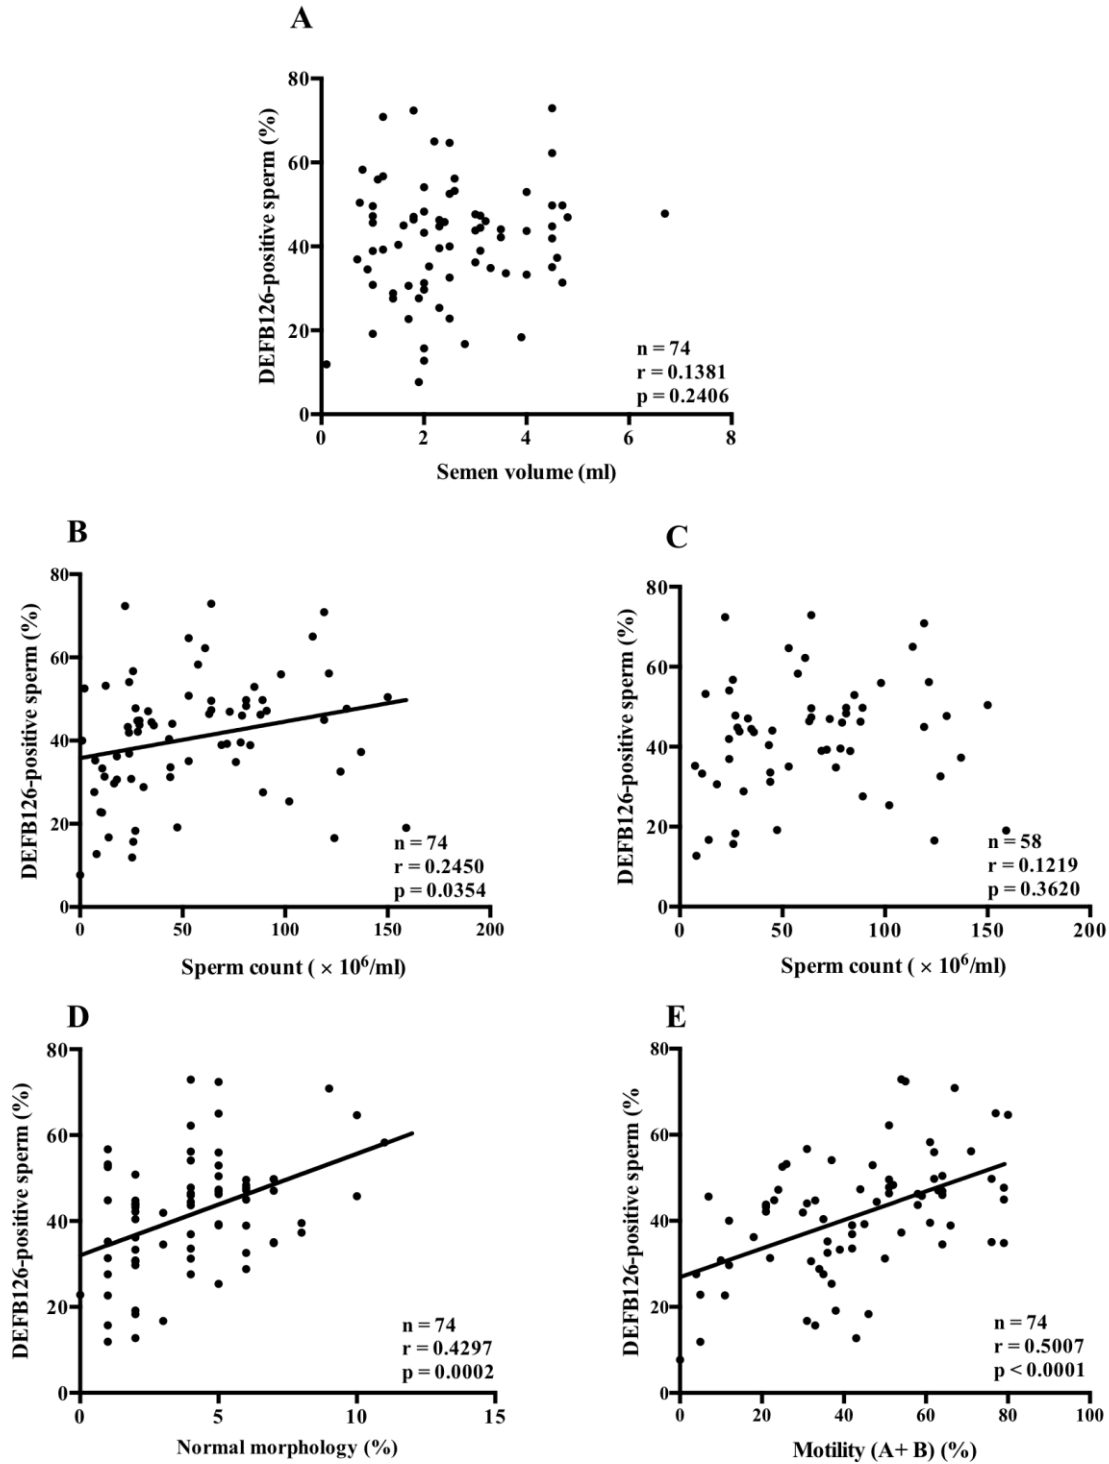 A
80
60
40
20
0
DEFB126-positive sperm (%)
n = 74
r = 0.1381
p = 0.2406
0 2 4 6 8
Semen volume (ml)
B
80
60
40
20
0
DEFB126-positive sperm (%)
n = 74
r = 0.2450
p = 0.0354
0 50 100 150 200
Sperm count ( × 10⁶/ml)
C
80
60
40
20
0
DEFB126-positive sperm (%)
n = 58
r = 0.1219
p = 0.3620
0 50 100 150 200
Sperm count ( × 10⁶/ml)
D
80
60
40
20
0
DEFB126-positive sperm (%)
n = 74
r = 0.4297
p = 0.0002
0 5 10 15
Normal morphology (%)
E
80
60
40
20
0
DEFB126-positive sperm (%
n = 74
r = 0.5007
p < 0.0001
0 20 40 60 80 100
Motility (A+ B) (%)